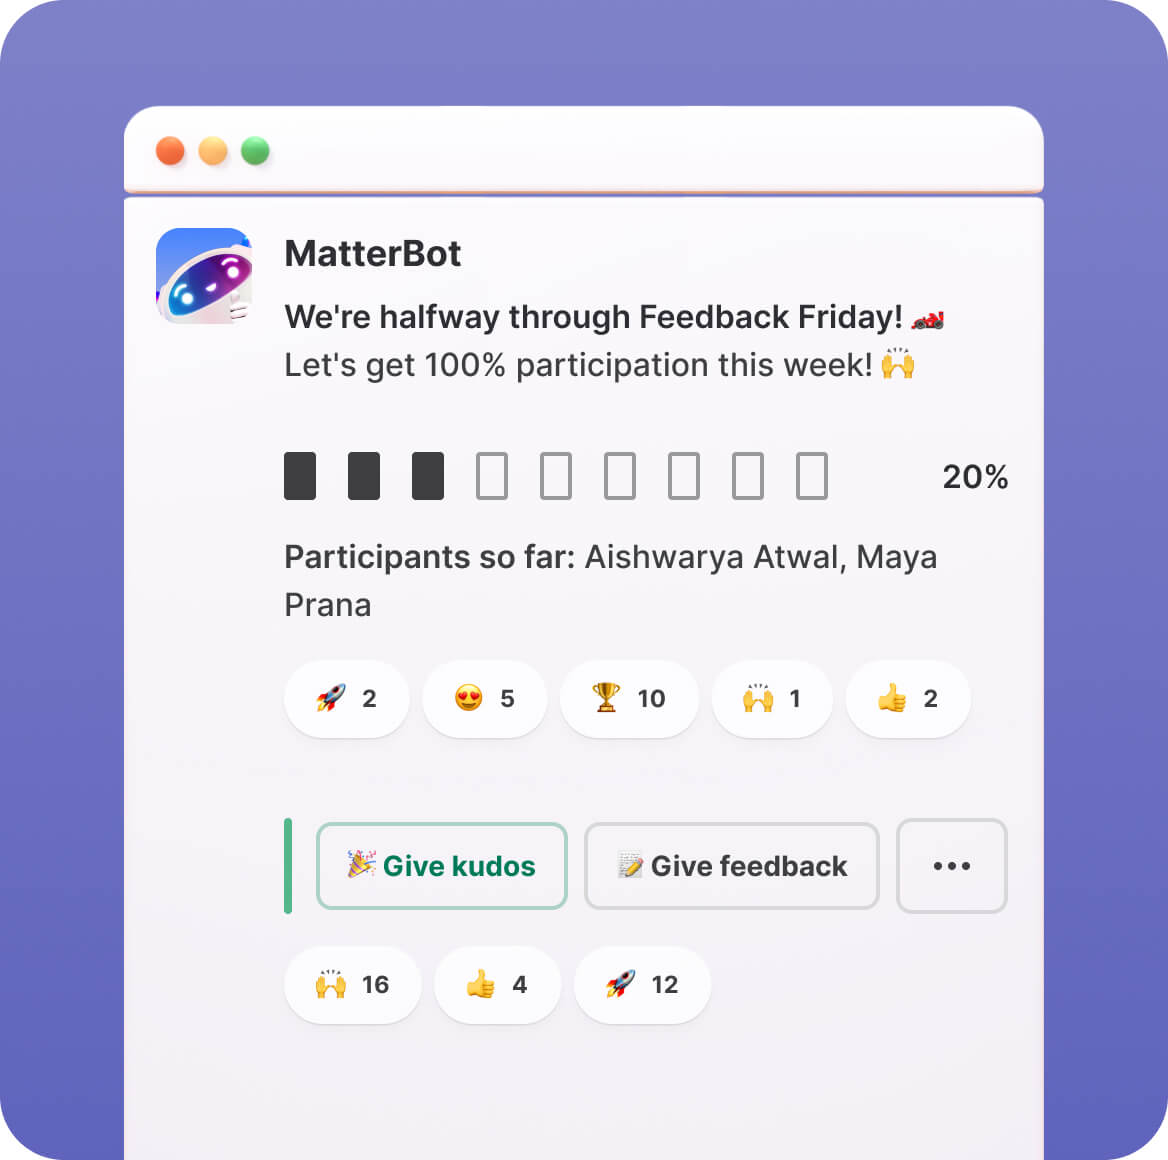 MatterBot
We're halfway through Feedback Friday! 🏎️
Let's get 100% participation this week! 🙌
20%
Participants so far: Aishwarya Atwal, Maya
Prana
🚀 2 😍 5 🏆 10 🙌 1 👍 2
🎉 Give kudos 📝 Give feedback •••
🙌 16 👍 4 🚀 12